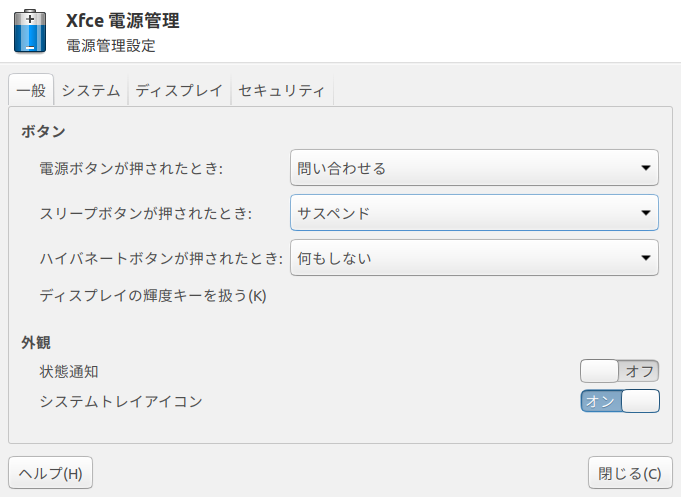 Xfce 電源管理
電源管理設定
一般 システム ディスプレイ セキュリティ
ボタン
電源ボタンが押されたとき: 問い合わせる
スリープボタンが押されたとき: サスペンド
ハイバネートボタンが押されたとき: 何もしない
ディスプレイの輝度キーを扱う(K)
外観
状態通知 オフ
システムトレイアイコン オン
ヘルプ(H) 閉じる(C)